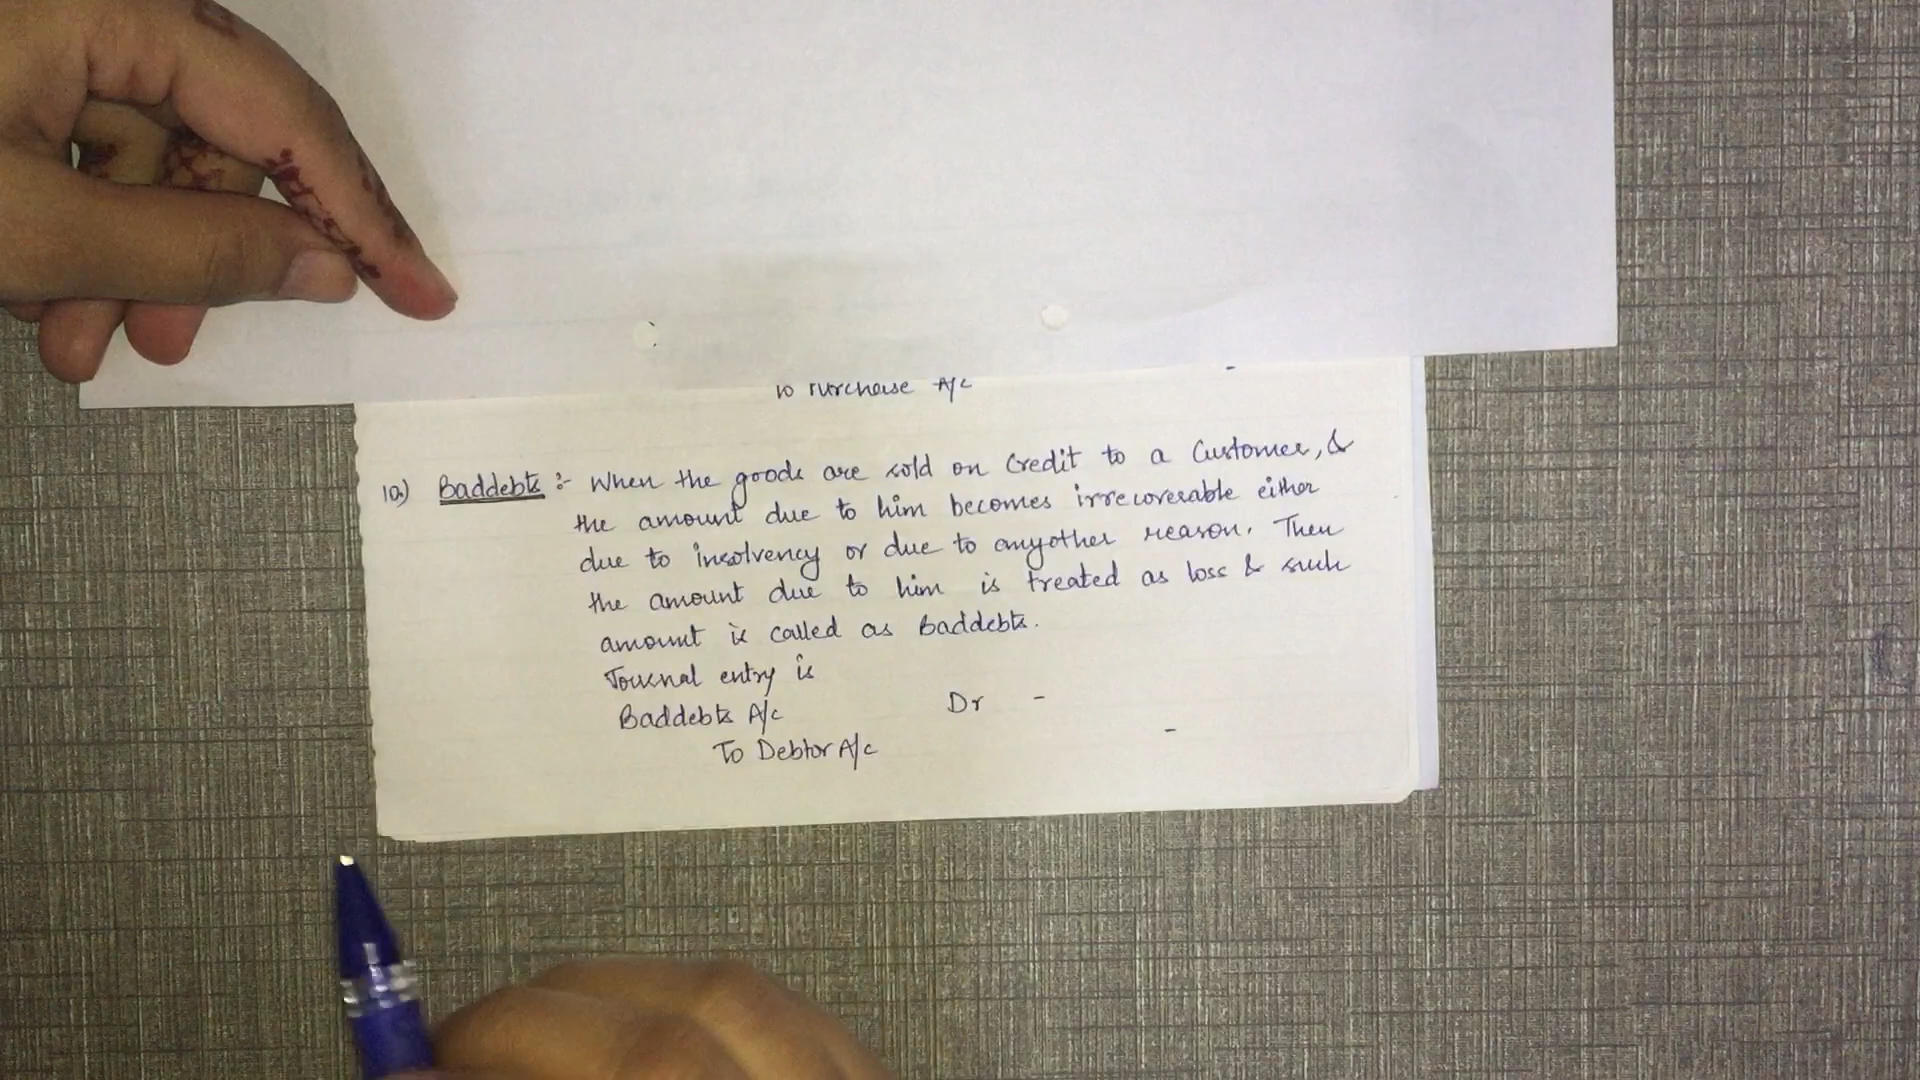 To Purchase A/c -
10.) Baddebts :- When the goods are sold on Credit to a Customer, &
the amount due to him becomes irrecoverable either
due to insolvency or due to anyother reason. Then
the amount due to him is treated as loss & such
amount is called as Baddebts.
Journal entry is
Baddebts A/c Dr -
To Debtor A/c -